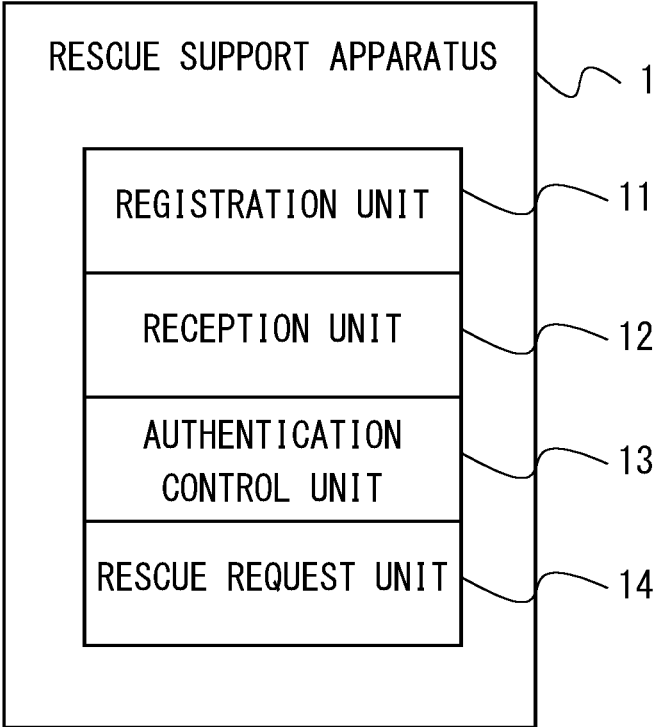 RESCUE SUPPORT APPARATUS
1
REGISTRATION UNIT
11
RECEPTION UNIT
12
AUTHENTICATION
CONTROL UNIT
13
RESCUE REQUEST UNIT
14